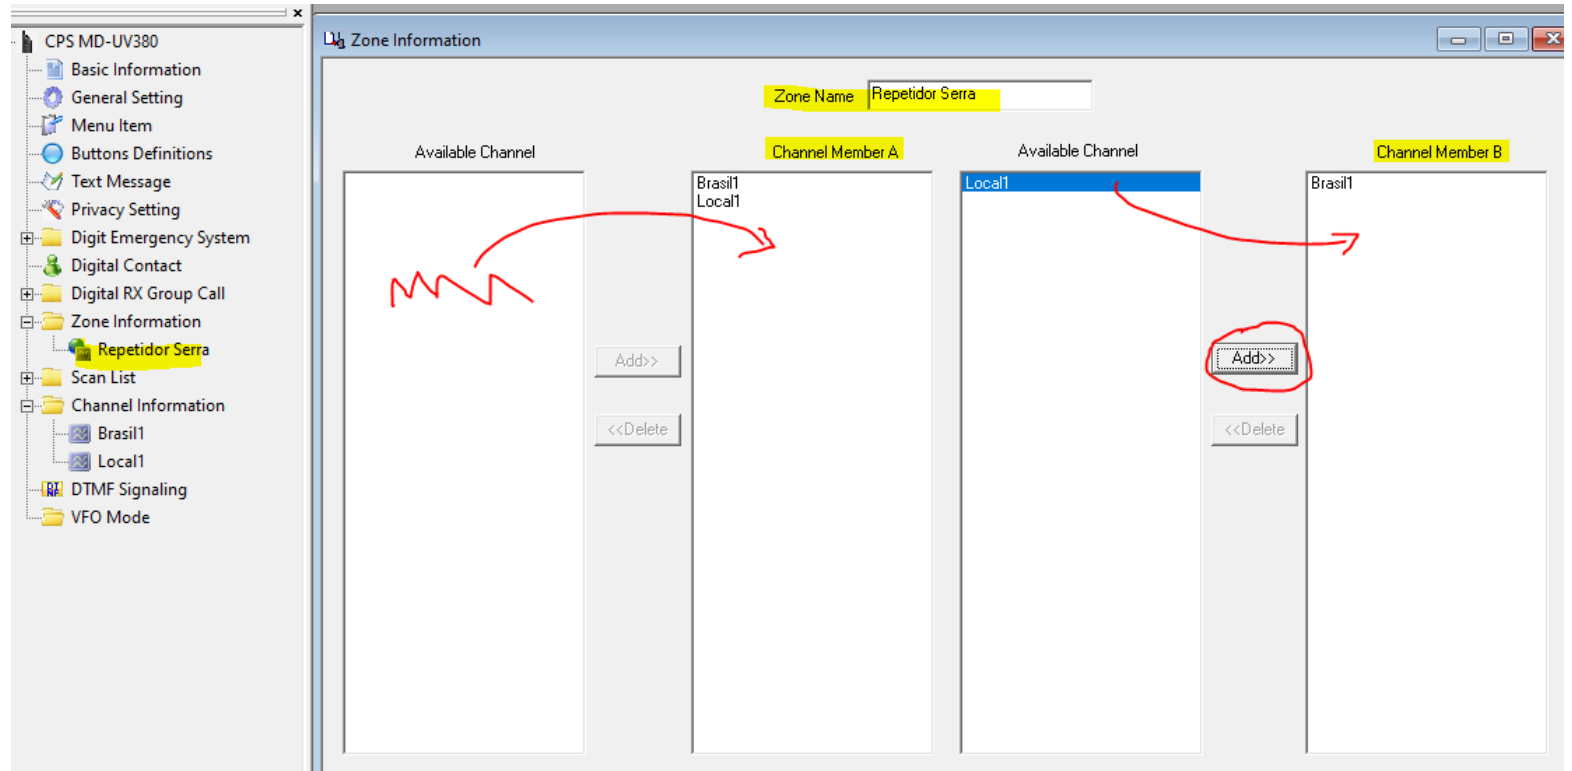 CPS MD-UV380
Basic Information
General Setting
Menu Item
Buttons Definitions
Text Message
Privacy Setting
Digit Emergency System
Digital Contact
Digital RX Group Call
Zone Information
Repetidor Serra
Scan List
Channel Information
Brasil1
Local1
DTMF Signaling
VFO Mode
Zone Information
Zone Name Repetidor Serra
Available Channel
Channel Member A
Available Channel
Channel Member B
Brasil1
Local1
Local1
Brasil1
Add>>
<<Delete
Add>>
<<Delete